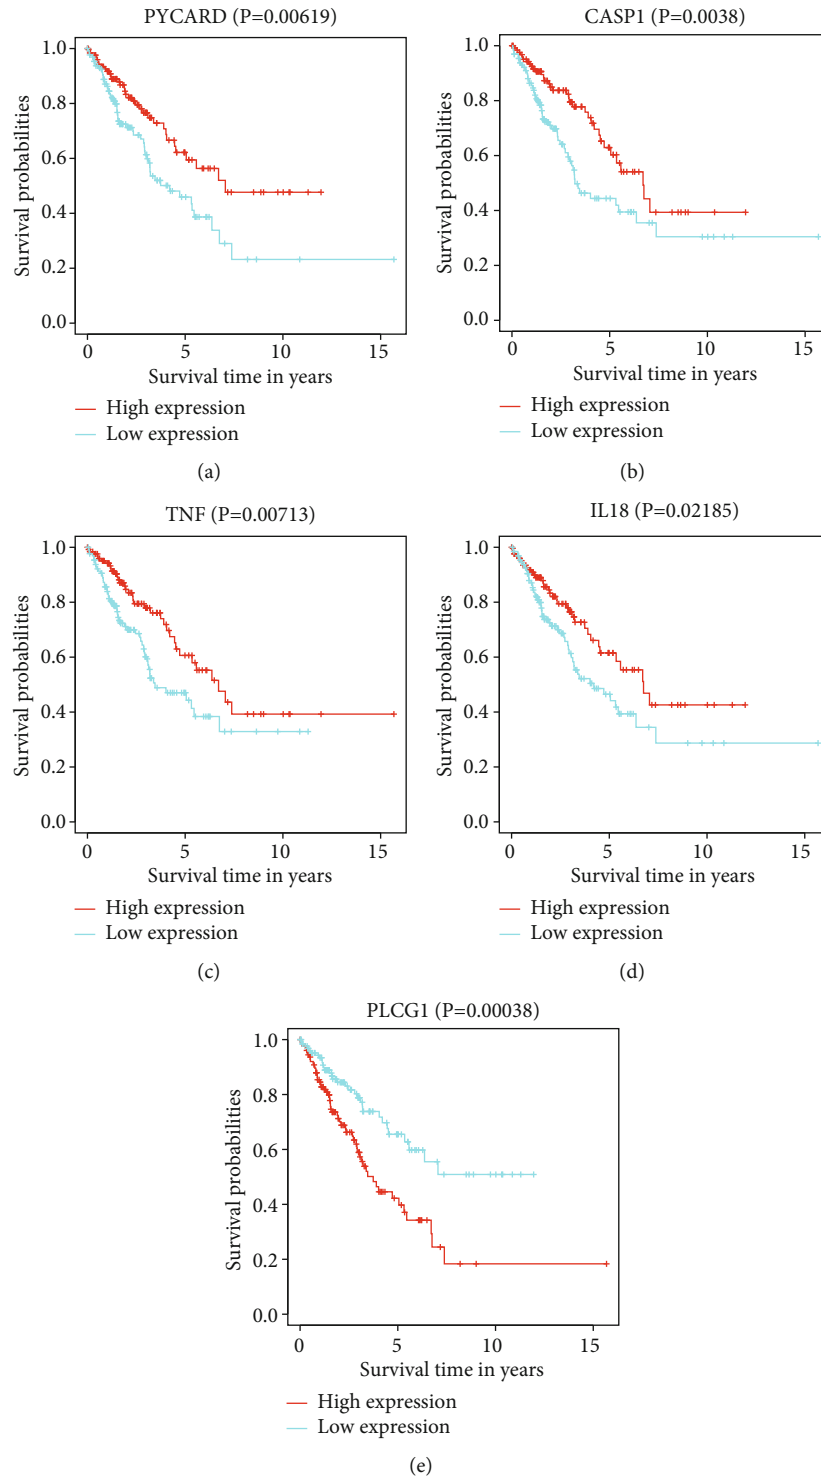 PYCARD (P=0.00619)
1.0
0.8
0.6
0.4
0.2
0.0
Survival probabilities
0 5 10 15
Survival time in years
High expression
Low expression
(a)
CASP1 (P=0.0038)
1.0
0.8
0.6
0.4
0.2
0.0
Survival probabilities
0 5 10 15
Survival time in years
High expression
Low expression
(b)
TNF (P=0.00713)
1.0
0.8
0.6
0.4
0.2
0.0
Survival probabilities
0 5 10 15
Survival time in years
High expression
Low expression
(c)
IL18 (P=0.02185)
1.0
0.8
0.6
0.4
0.2
0.0
Survival probabilities
0 5 10 15
Survival time in years
High expression
Low expression
(d)
PLCG1 (P=0.00038)
1.0
0.8
0.6
0.4
0.2
0.0
Survival probabilities
0 5 10 15
Survival time in years
High expression
Low expression
(e)